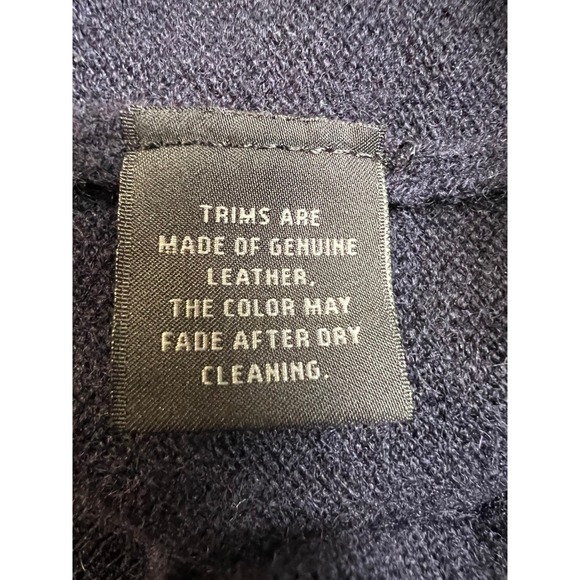 TRIMS ARE
MADE OF GENUINE
LEATHER.
THE COLOR MAY
FADE AFTER DRY
CLEANING.